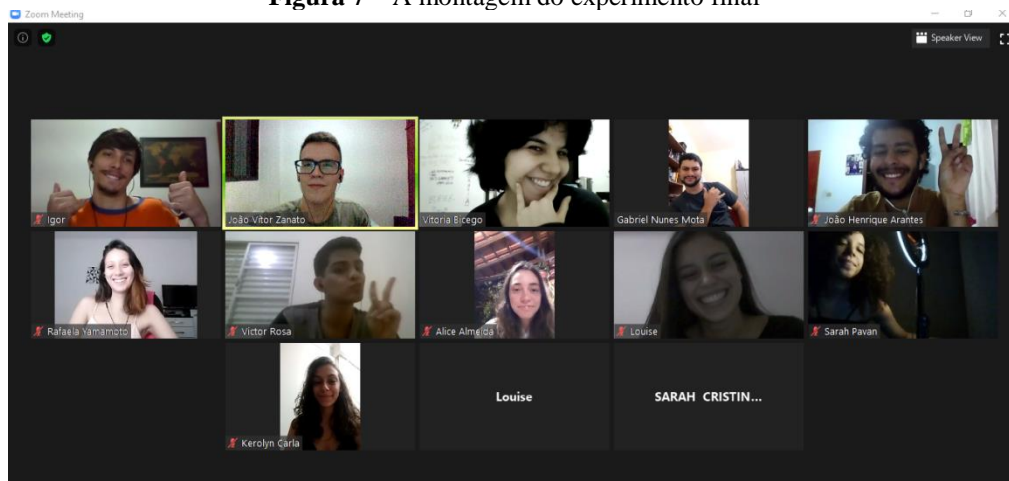 Figura 7 – A montagem do experimento final
Zoom Meeting
Speaker View
Igor
João Vitor Zanato
Vitoria Bicego
Gabriel Nunes Mota
João Henrique Arantes
Rafaela Yamamoto
Victor Rosa
Alice Almeida
Louise
Sarah Pavan
Kerolyn Carla
Louise
SARAH CRISTIN...